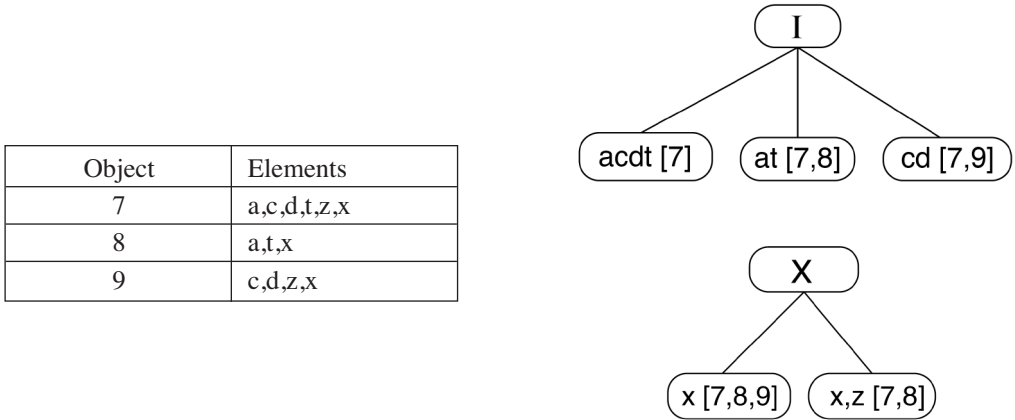 Object Elements
7 a,c,d,t,z,x
8 a,t,x
9 c,d,z,x
I
acdt [7] at [7,8] cd [7,9]
X
x [7,8,9] x,z [7,8]